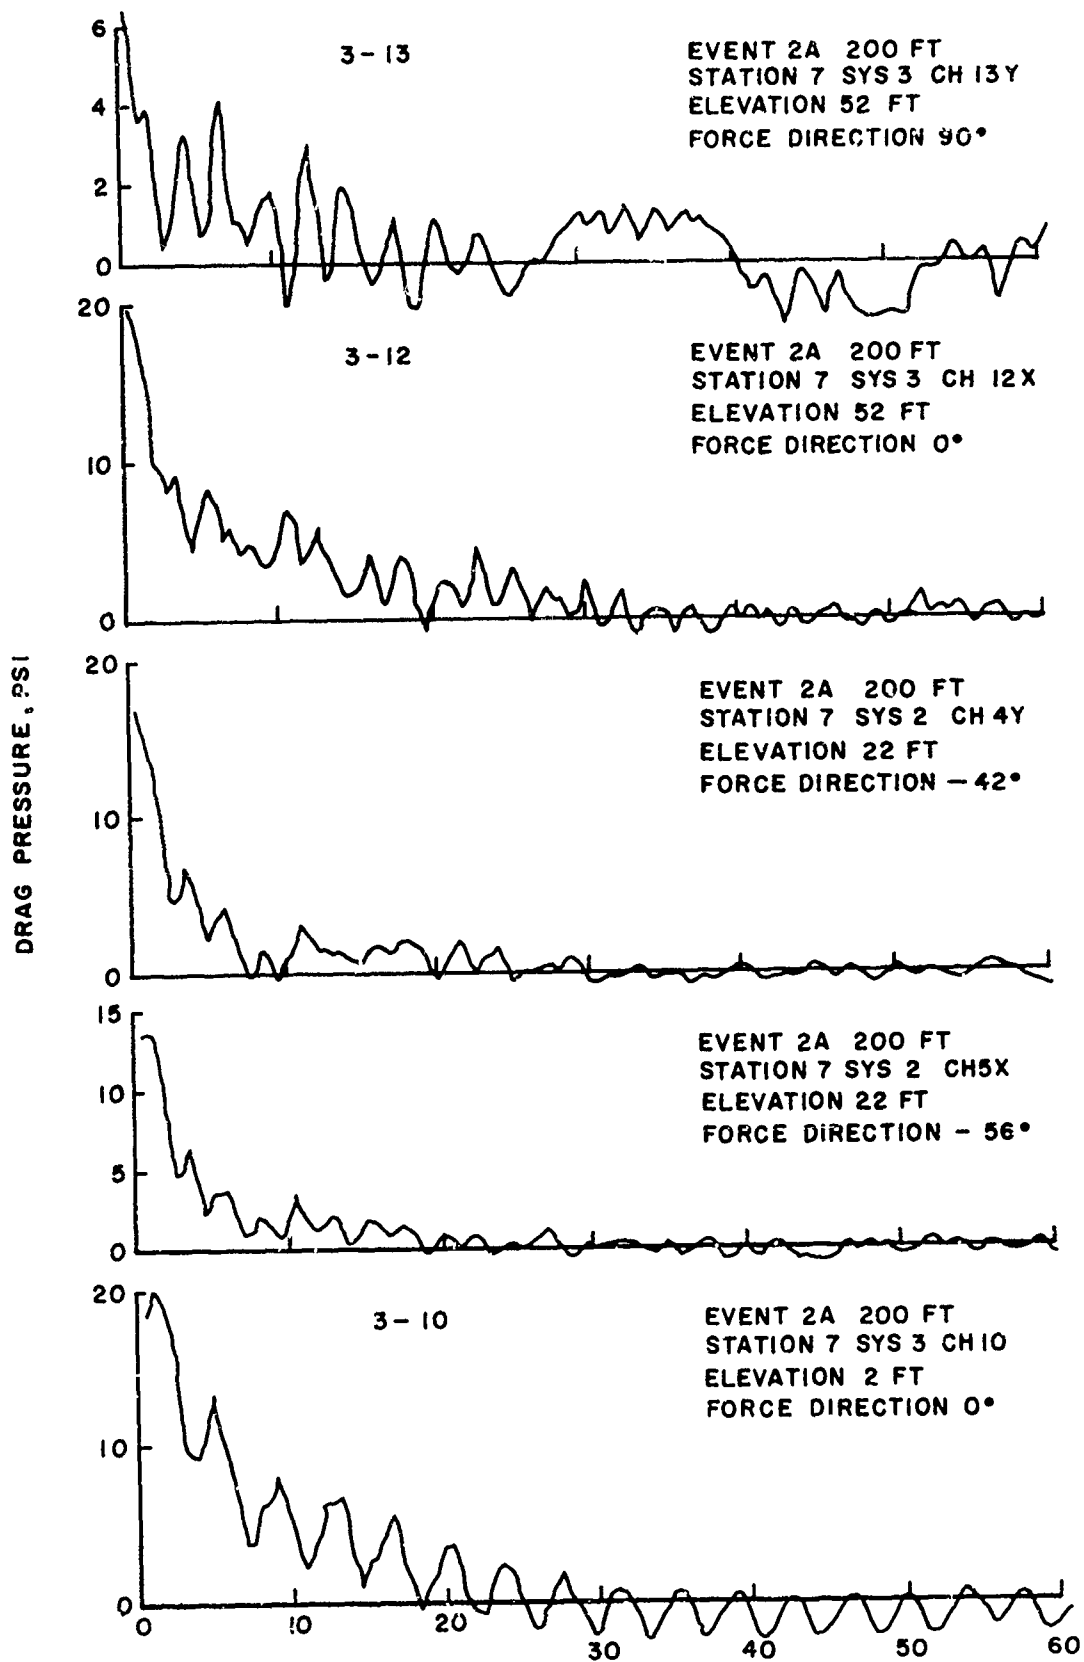 6
4
2
0
3-13
EVENT 2A 200 FT
STATION 7 SYS 3 CH 13Y
ELEVATION 52 FT
FORCE DIRECTION 90°
20
10
0
3-12
EVENT 2A 200 FT
STATION 7 SYS 3 CH 12X
ELEVATION 52 FT
FORCE DIRECTION 0°
DRAG PRESSURE, PSI
20
10
0
EVENT 2A 200 FT
STATION 7 SYS 2 CH 4Y
ELEVATION 22 FT
FORCE DIRECTION -42°
15
10
5
0
EVENT 2A 200 FT
STATION 7 SYS 2 CH5X
ELEVATION 22 FT
FORCE DIRECTION - 56°
20
10
0
3-10
EVENT 2A 200 FT
STATION 7 SYS 3 CH 10
ELEVATION 2 FT
FORCE DIRECTION 0°
0 10 20 30 40 50 60